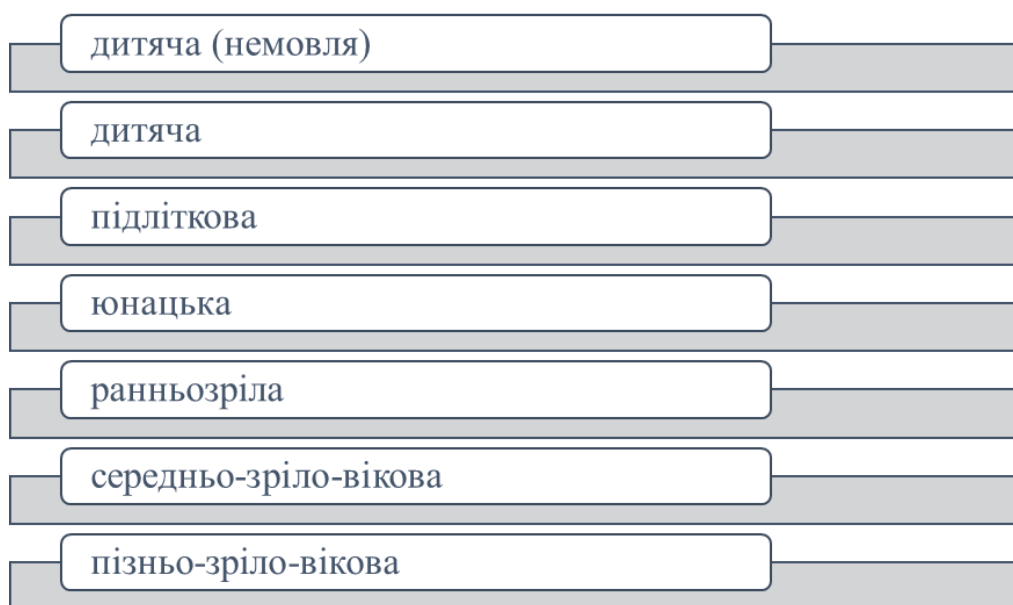 дитяча (немовля)
дитяча
підліткова
юнацька
ранньозріла
середньо-зріло-вікова
пізньо-зріло-вікова